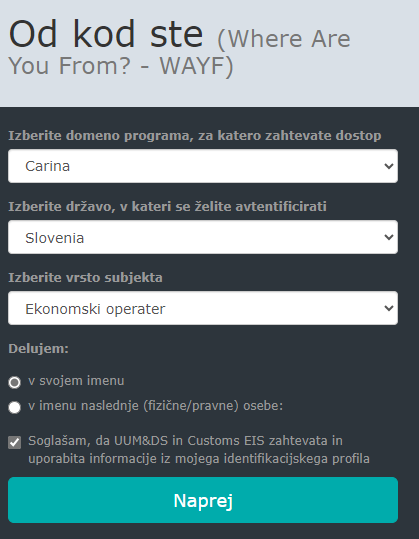 Od kod ste (Where Are
You From? - WAYF)
Izberite domeno programa, za katero zahtevate dostop
Carina
Izberite državo, v kateri se želite avtentificirati
Slovenia
Izberite vrsto subjekta
Ekonomski operater
Delujem:
v svojem imenu
v imenu naslednje (fizične/pravne) osebe:
Soglašam, da UUM&DS in Customs EIS zahtevata in
uporabita informacije iz mojega identifikacijskega profila
Naprej